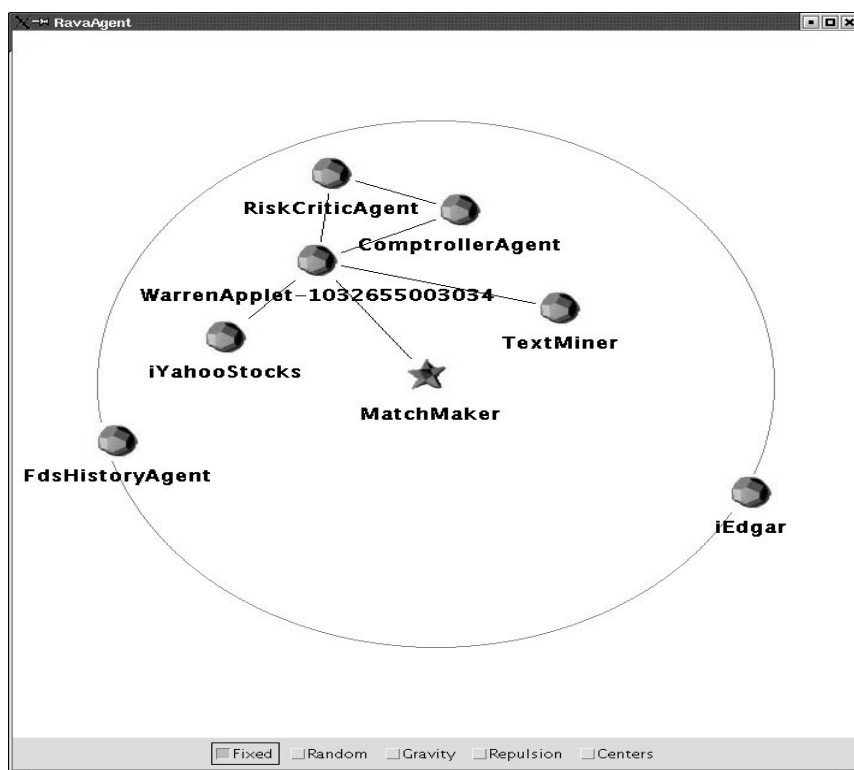 RavaAgent
RiskCriticAgent
ComptrollerAgent
WarrenApplet-1032655003034
TextMiner
iYahooStocks
MatchMaker
FdsHistoryAgent
iEdgar
Fixed Random Gravity Repulsion Centers